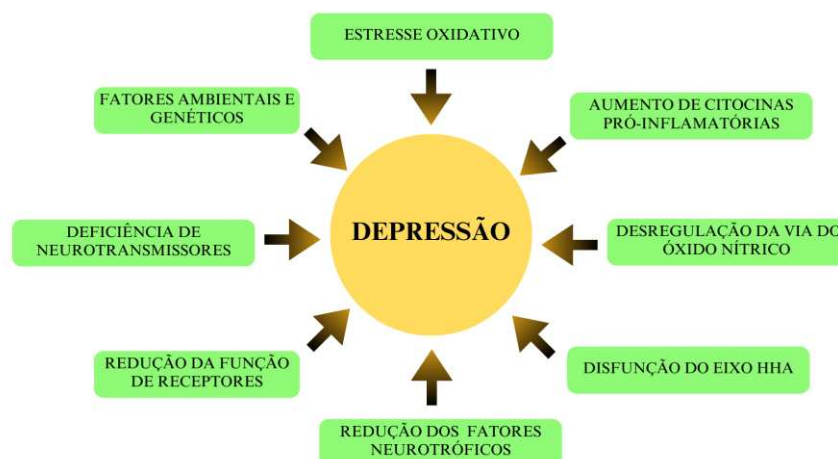 ESTRESSE OXIDATIVO
FATORES AMBIENTAIS E
GENÉTICOS
AUMENTO DE CITOCINAS
PRÓ-INFLAMATÓRIAS
DEPRESSÃO
DEFICIÊNCIA DE
NEUROTRANSMISSORES
DESREGULAÇÃO DA VIA DO
ÓXIDO NÍTRICO
REDUÇÃO DA FUNÇÃO
DE RECEPTORES
DISFUNÇÃO DO EIXO HHA
REDUÇÃO DOS FATORES
NEUROTRÓFICOS